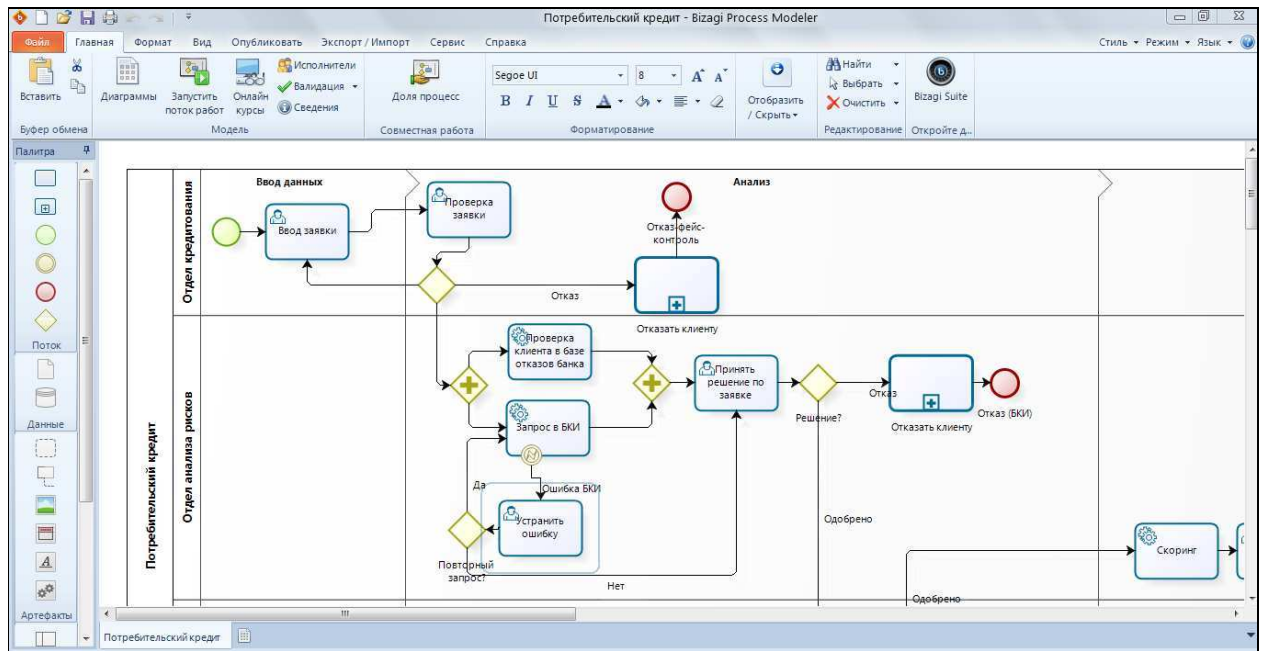 Потребительский кредит - Bizagi Process Modeler
Файл Главная Формат Вид Опубликовать Экспорт / Импорт Сервис Справка
Стиль Режим Язык
Вставить
Диаграммы
Запустить
поток работ
Онлайн
курсы
Исполнители
Валидация
Сведения
Доля процесс
Segoe UI 8 A A
B I U S A
Отобразить
/ Скрыть
Найти
Выбрать
Очистить
Bizagi Suite
Буфер обмена
Модель
Совместная работа
Форматирование
Редактирование
Откройте д...
Палитра
Поток
Данные
A
Артефакты
Потребительский кредит
Отдел кредитования
Отдел анализа рисков
Ввод данных
Анализ
Ввод заявки
Проверка
заявки
Отказ-фейс-
контроль
Отказ
Отказать клиенту
Проверка
клиента в базе
отказов банка
Запрос в БКИ
Принять
решение по
заявке
Решение?
Отказ
Отказать клиенту
Отказ (БКИ)
Да
Ошибка БКИ
Устранить
ошибку
Повторный
запрос?
Нет
Одобрено
Скоринг
Одобрено
Потребительский кредит